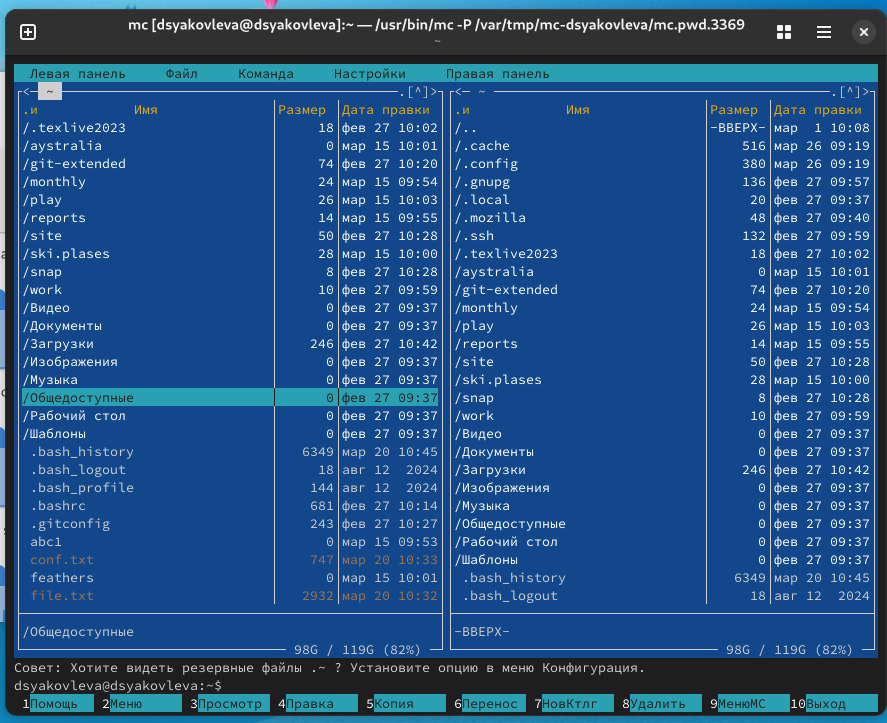 mc [dsyakovleva@dsyakovleva]:~ — /usr/bin/mc -P /var/tmp/mc-dsyakovleva/mc.pwd.3369
~
Левая панель Файл Команда Настройки Правая панель
<─ ~ .[^]> <─ ~ .[^]>
.и Имя Размер Дата правки .и Имя Размер Дата правки
/.texlive2023 18 фев 27 10:02 /.. -ВВЕРХ- мар 1 10:08
/aystralia 0 мар 15 10:01 /.cache 516 мар 26 09:19
/git-extended 74 фев 27 10:20 /.config 380 мар 26 09:19
/monthly 24 мар 15 09:54 /.gnupg 136 фев 27 09:57
/play 26 мар 15 10:03 /.local 20 фев 27 09:37
/reports 14 мар 15 09:55 /.mozilla 48 фев 27 09:40
/site 50 фев 27 10:28 /.ssh 132 фев 27 09:59
/ski.plases 28 мар 15 10:00 /.texlive2023 18 фев 27 10:02
/snap 8 фев 27 10:28 /aystralia 0 мар 15 10:01
/work 10 фев 27 09:59 /git-extended 74 фев 27 10:20
/Видео 0 фев 27 09:37 /monthly 24 мар 15 09:54
/Документы 0 фев 27 09:37 /play 26 мар 15 10:03
/Загрузки 246 фев 27 10:42 /reports 14 мар 15 09:55
/Изображения 0 фев 27 09:37 /site 50 фев 27 10:28
/Музыка 0 фев 27 09:37 /ski.plases 28 мар 15 10:00
/Общедоступные 0 фев 27 09:37 /snap 8 фев 27 10:28
/Рабочий стол 0 фев 27 09:37 /work 10 фев 27 09:59
/Шаблоны 0 фев 27 09:37 /Видео 0 фев 27 09:37
.bash_history 6349 мар 20 10:45 /Документы 0 фев 27 09:37
.bash_logout 18 авг 12 2024 /Загрузки 246 фев 27 10:42
.bash_profile 144 авг 12 2024 /Изображения 0 фев 27 09:37
.bashrc 681 фев 27 10:14 /Музыка 0 фев 27 09:37
.gitconfig 243 фев 27 10:27 /Общедоступные 0 фев 27 09:37
abc1 0 мар 15 09:53 /Рабочий стол 0 фев 27 09:37
conf.txt 747 мар 20 10:33 /Шаблоны 0 фев 27 09:37
feathers 0 мар 15 10:01 .bash_history 6349 мар 20 10:45
file.txt 2932 мар 20 10:32 .bash_logout 18 авг 12 2024
/Общедоступные -ВВЕРХ-
98G / 119G (82%) 98G / 119G (82%)
Совет: Хотите видеть резервные файлы .~ ? Установите опцию в меню Конфигурация.
dsyakovleva@dsyakovleva:~$
1Помощь 2Меню 3Просмотр 4Правка 5Копия 6Перенос 7НовКтлг 8Удалить 9МенюМС 10Выход